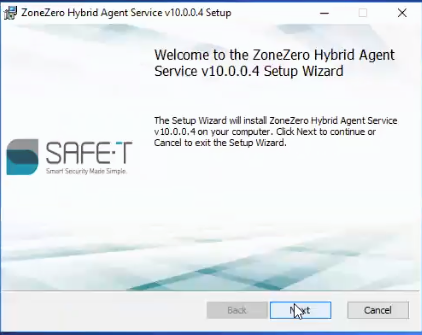 ZoneZero Hybrid Agent Service v10.0.0.4 Setup
Welcome to the ZoneZero Hybrid Agent
Service v10.0.0.4 Setup Wizard
The Setup Wizard will install ZoneZero Hybrid Agent Service
v10.0.0.4 on your computer. Click Next to continue or
Cancel to exit the Setup Wizard.
SAFE-T
Smart Security Made Simple
Back
Next
Cancel